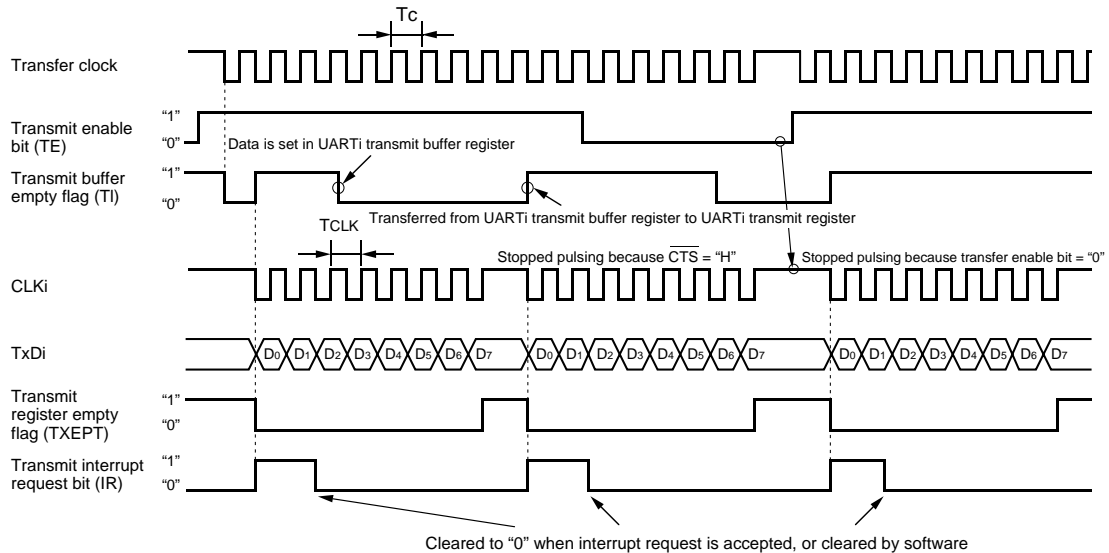 Tc
Transfer clock
Transmit enable
bit (TE)
“1”
“0”
Data is set in UARTi transmit buffer register
Transmit buffer
empty flag (Tl)
“1”
“0”
Transferred from UARTi transmit buffer register to UARTi transmit register
TCLK
Stopped pulsing because CTS = “H”
Stopped pulsing because transfer enable bit = “0”
CLKi
TxDi
D0 D1 D2 D3 D4 D5 D6 D7 D0 D1 D2 D3 D4 D5 D6 D7 D0 D1 D2 D3 D4 D5 D6 D7
Transmit
register empty
flag (TXEPT)
“1”
“0”
Transmit interrupt
request bit (IR)
“1”
“0”
Cleared to “0” when interrupt request is accepted, or cleared by software